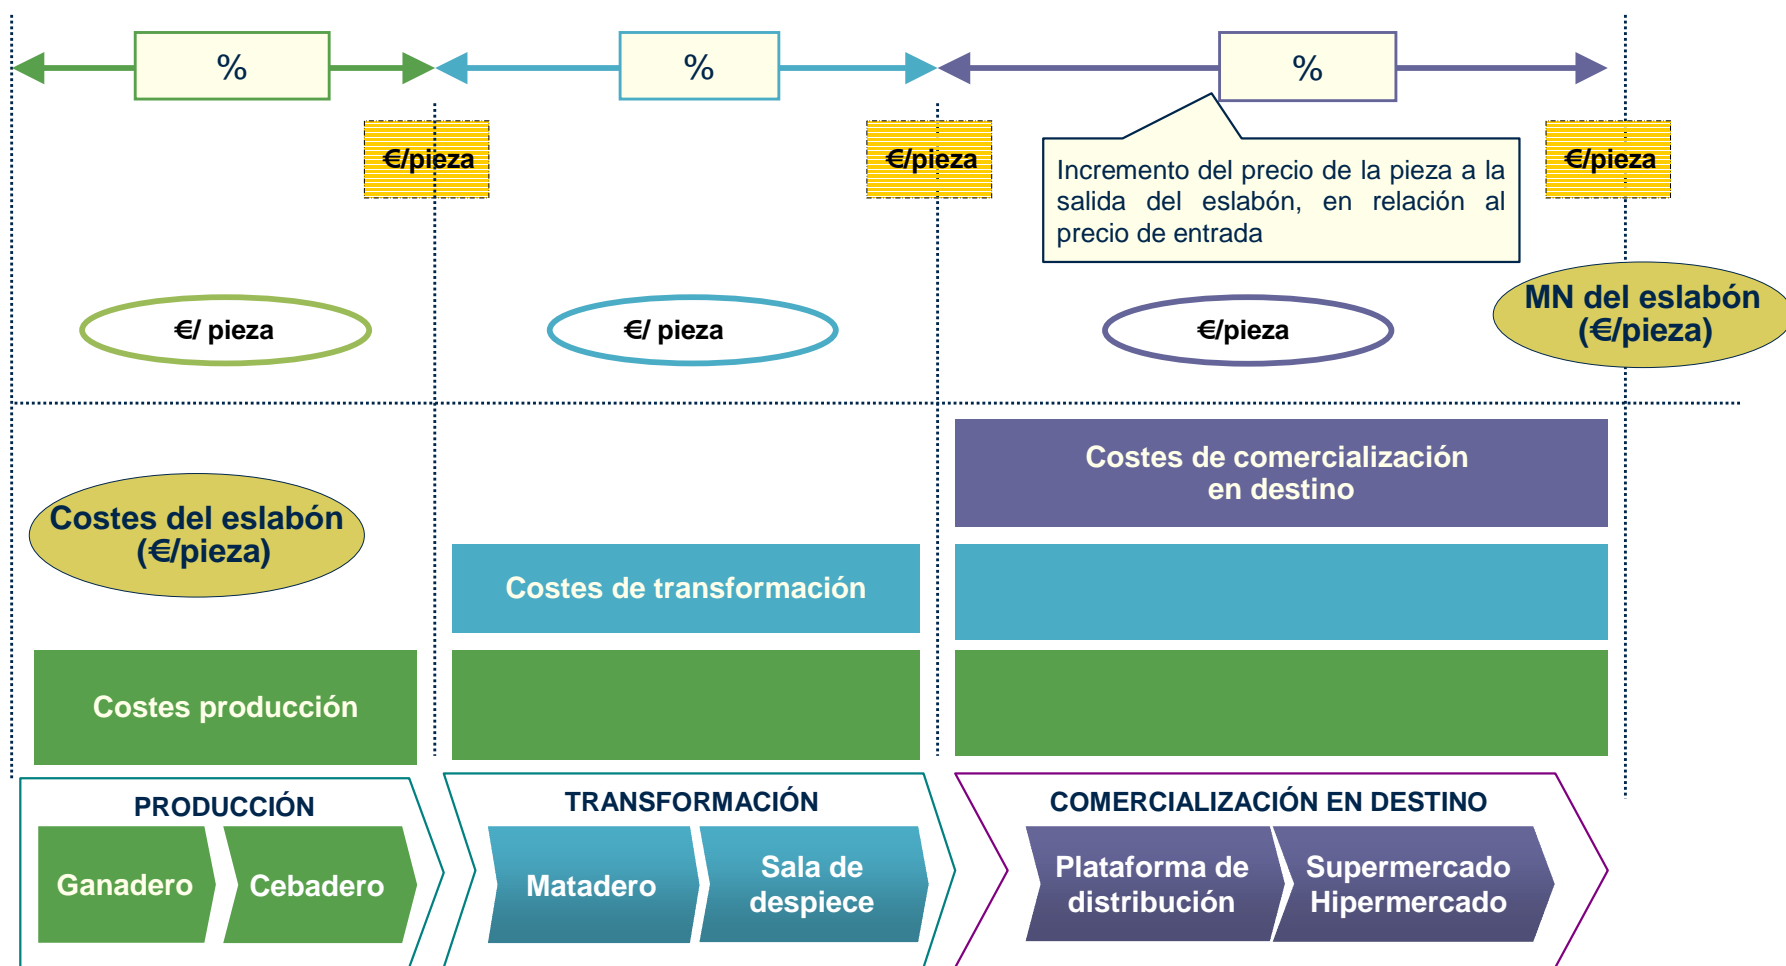 %
%
%
€/pieza
€/pieza
€/pieza
Incremento del precio de la pieza a la
salida del eslabón, en relación al
precio de entrada
€/ pieza
€/ pieza
€/pieza
MN del eslabón
(€/pieza)
Costes de comercialización
en destino
Costes del eslabón
(€/pieza)
Costes de transformación
Costes producción
PRODUCCIÓN
TRANSFORMACIÓN
COMERCIALIZACIÓN EN DESTINO
Ganadero
Cebadero
Matadero
Sala de
despiece
Plataforma de
distribución
Supermercado
Hipermercado